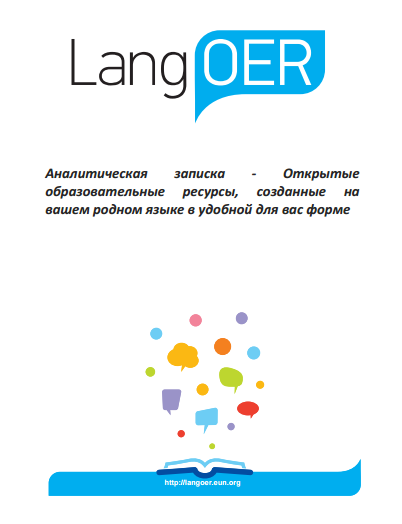 LangOER
Аналитическая записка - Открытые
образовательные ресурсы, созданные на
вашем родном языке в удобной для вас форме
http://langoer.eun.org